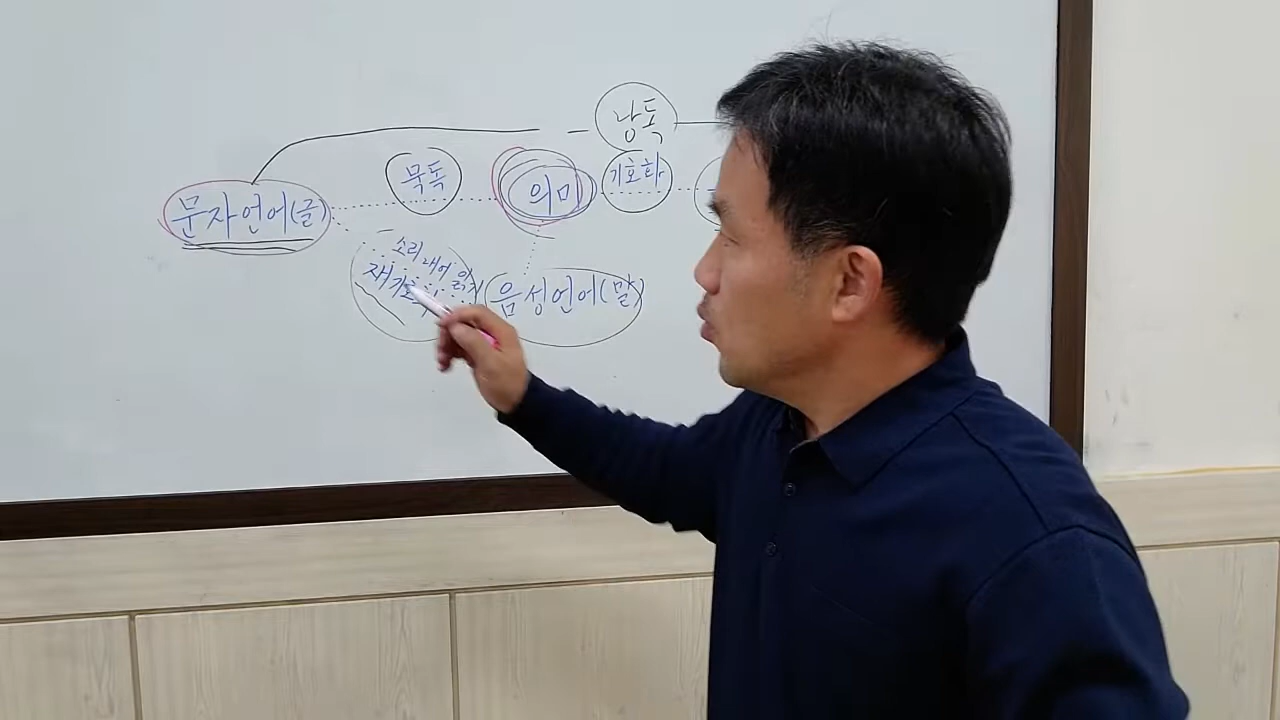 낭독
묵독
의미
기호화
문자언어(글)
소리내어 읽기
음성언어(말)